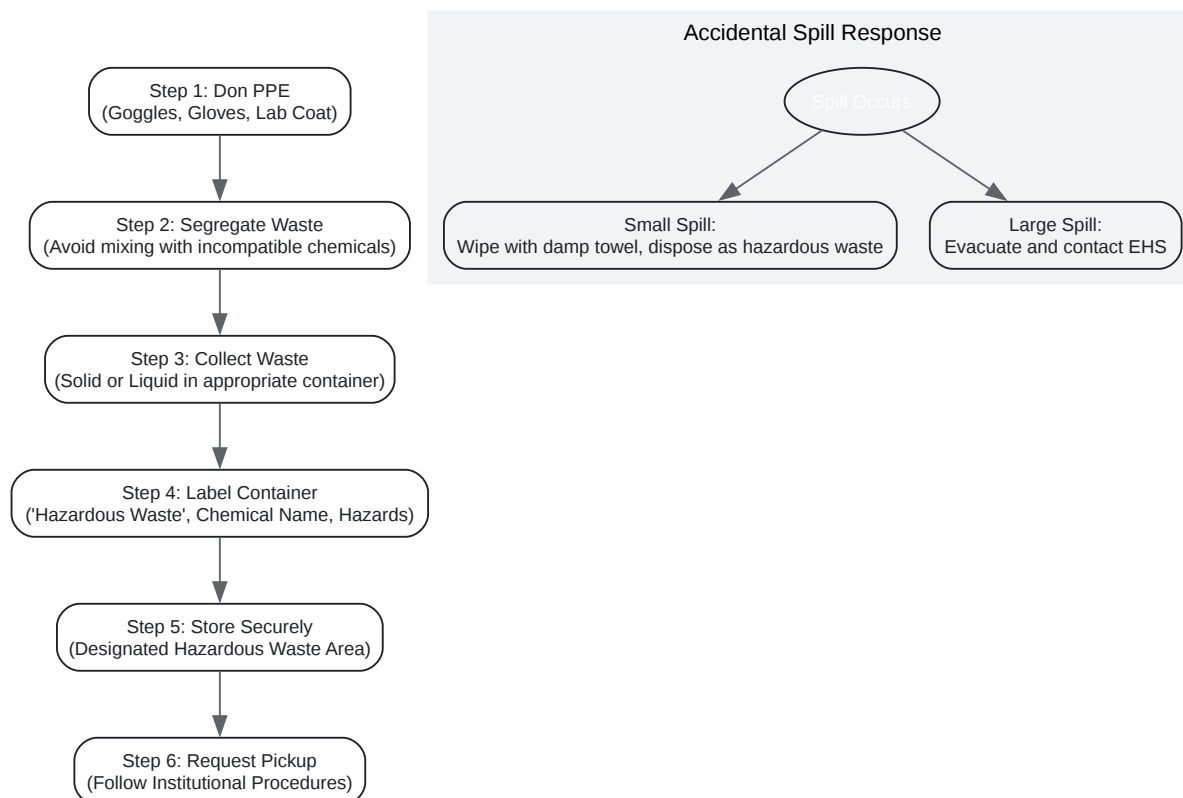 Accidental Spill Response
Spill Occurs
Small Spill:
Wipe with damp towel, dispose as hazardous waste
Large Spill:
Evacuate and contact EHS
Step 1: Don PPE
(Goggles, Gloves, Lab Coat)
Step 2: Segregate Waste
(Avoid mixing with incompatible chemicals)
Step 3: Collect Waste
(Solid or Liquid in appropriate container)
Step 4: Label Container
('Hazardous Waste', Chemical Name, Hazards)
Step 5: Store Securely
(Designated Hazardous Waste Area)
Step 6: Request Pickup
(Follow Institutional Procedures)